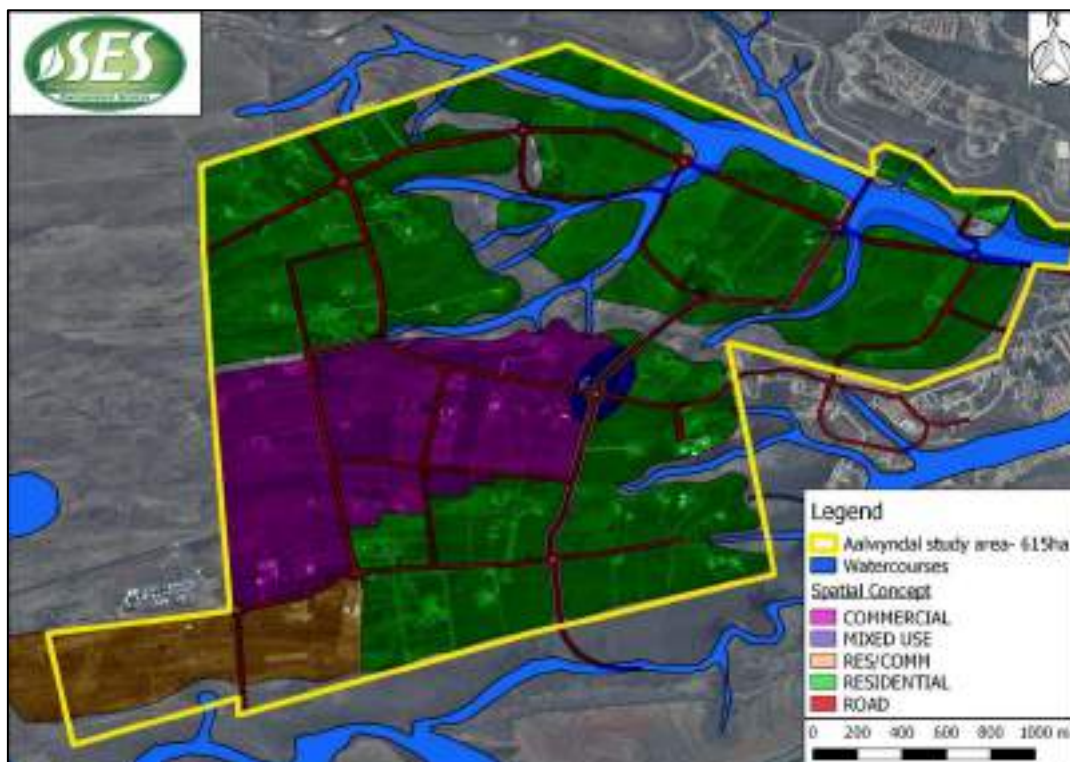 SES
N
Legend
Aalwyndal study area- 615ha
Watercourses
Spatial Concept
COMMERCIAL
MIXED USE
RES/COMM
RESIDENTIAL
ROAD
0 200 400 600 800 1000 m